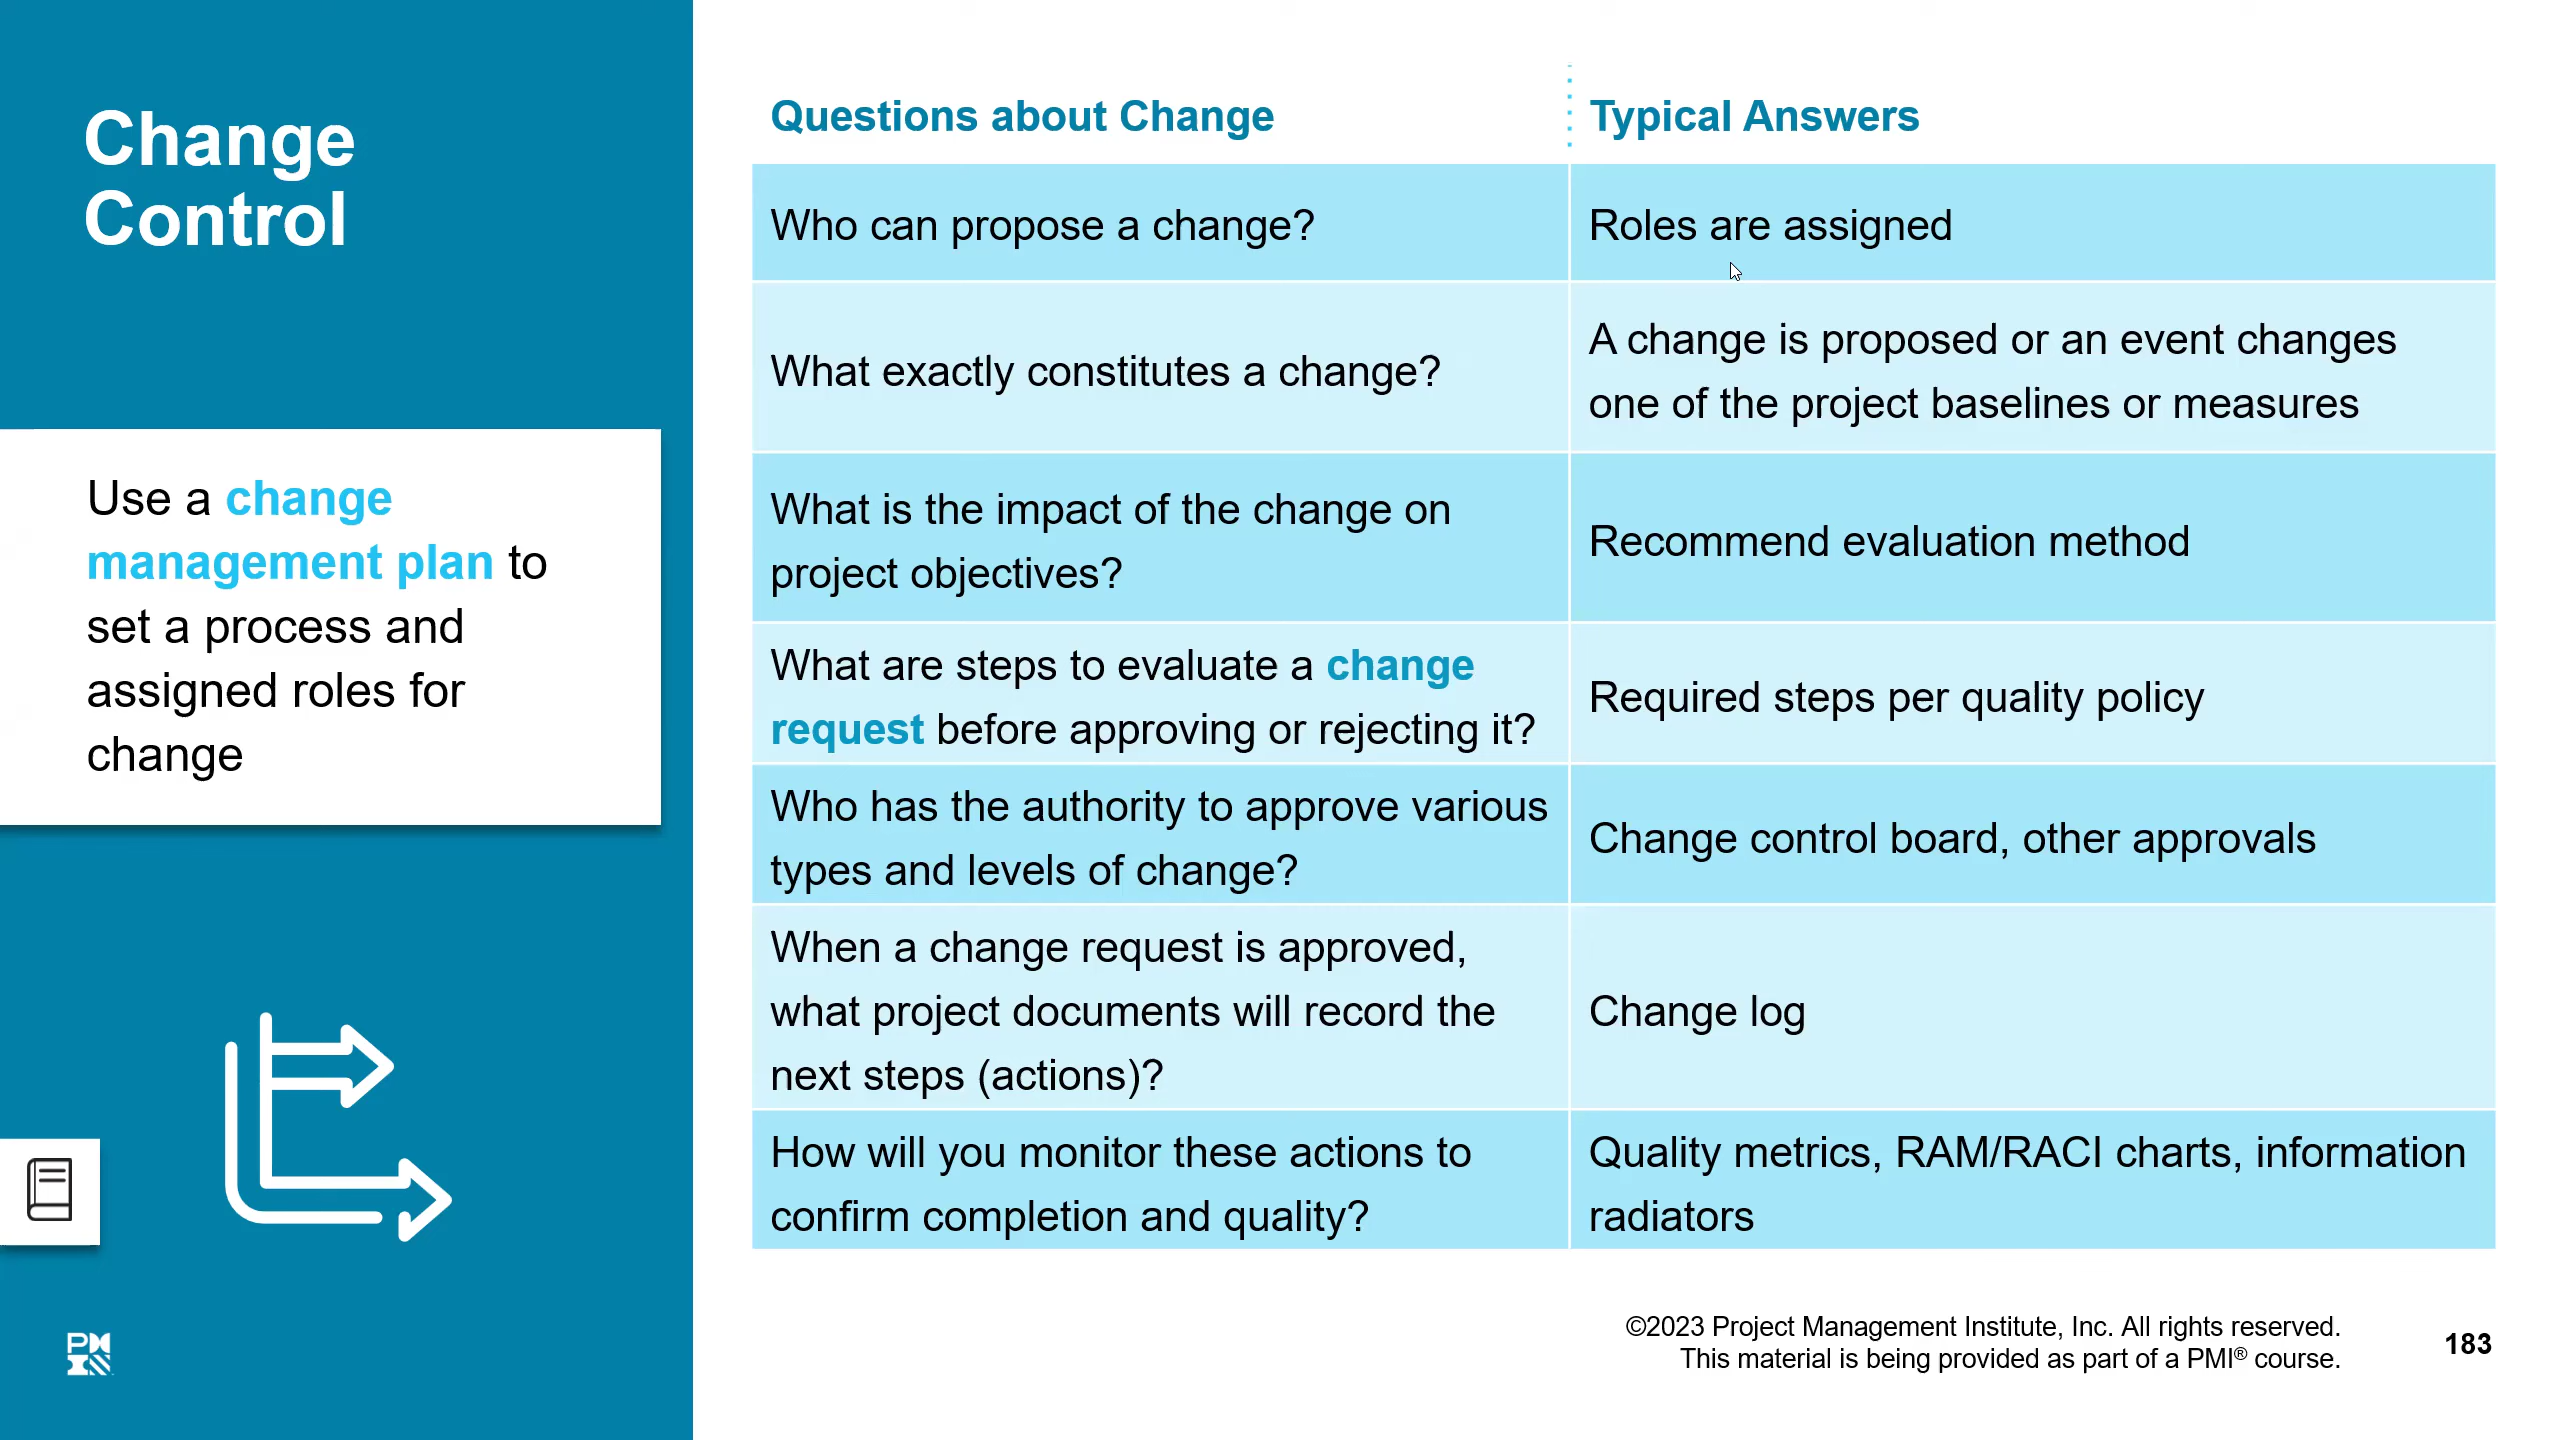 Change
Control
Use a change
management plan to
set a process and
assigned roles for
change
Questions about Change
Typical Answers
Who can propose a change?
Roles are assigned
What exactly constitutes a change?
A change is proposed or an event changes
one of the project baselines or measures
What is the impact of the change on
project objectives?
Recommend evaluation method
What are steps to evaluate a change
request before approving or rejecting it?
Required steps per quality policy
Who has the authority to approve various
types and levels of change?
Change control board, other approvals
When a change request is approved,
what project documents will record the
next steps (actions)?
Change log
How will you monitor these actions to
confirm completion and quality?
Quality metrics, RAM/RACI charts, information
radiators
PM
I
©2023 Project Management Institute, Inc. All rights reserved.
This material is being provided as part of a PMI® course.
183